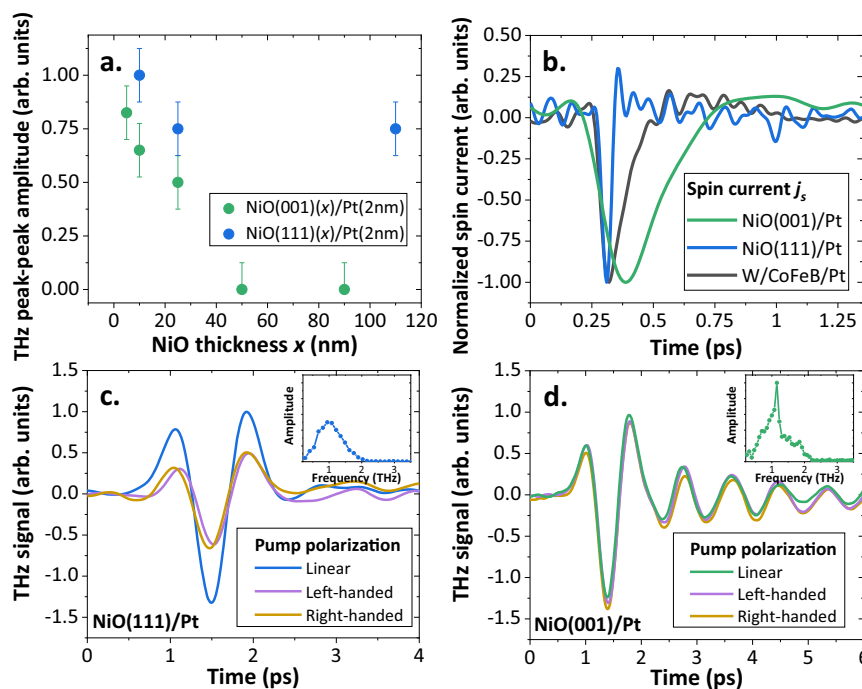 a.
THz peak-peak amplitude (arb. units)
1.00
0.75
0.50
0.25
0.00
NiO(001)(x)/Pt(2nm)
NiO(111)(x)/Pt(2nm)
0 20 40 60 80 100 120
NiO thickness x (nm)
b.
Normalized spin current (arb. units)
0.50
0.25
0.00
-0.25
-0.50
-0.75
-1.00
Spin current js
NiO(001)/Pt
NiO(111)/Pt
W/CoFeB/Pt
0 0.25 0.5 0.75 1 1.25
Time (ps)
c.
THz signal (arb. units)
1.5
1.0
0.5
0.0
-0.5
-1.0
-1.5
Amplitude
1 2 3
Frequency (THz)
Pump polarization
Linear
Left-handed
Right-handed
NiO(111)/Pt
0 1 2 3 4
Time (ps)
d.
THz signal (arb. units)
1.5
1.0
0.5
0.0
-0.5
-1.0
-1.5
Amplitude
1 2 3
Frequency (THz)
Pump polarization
Linear
Left-handed
Right-handed
NiO(001)/Pt
0 1 2 3 4 5 6
Time (ps)